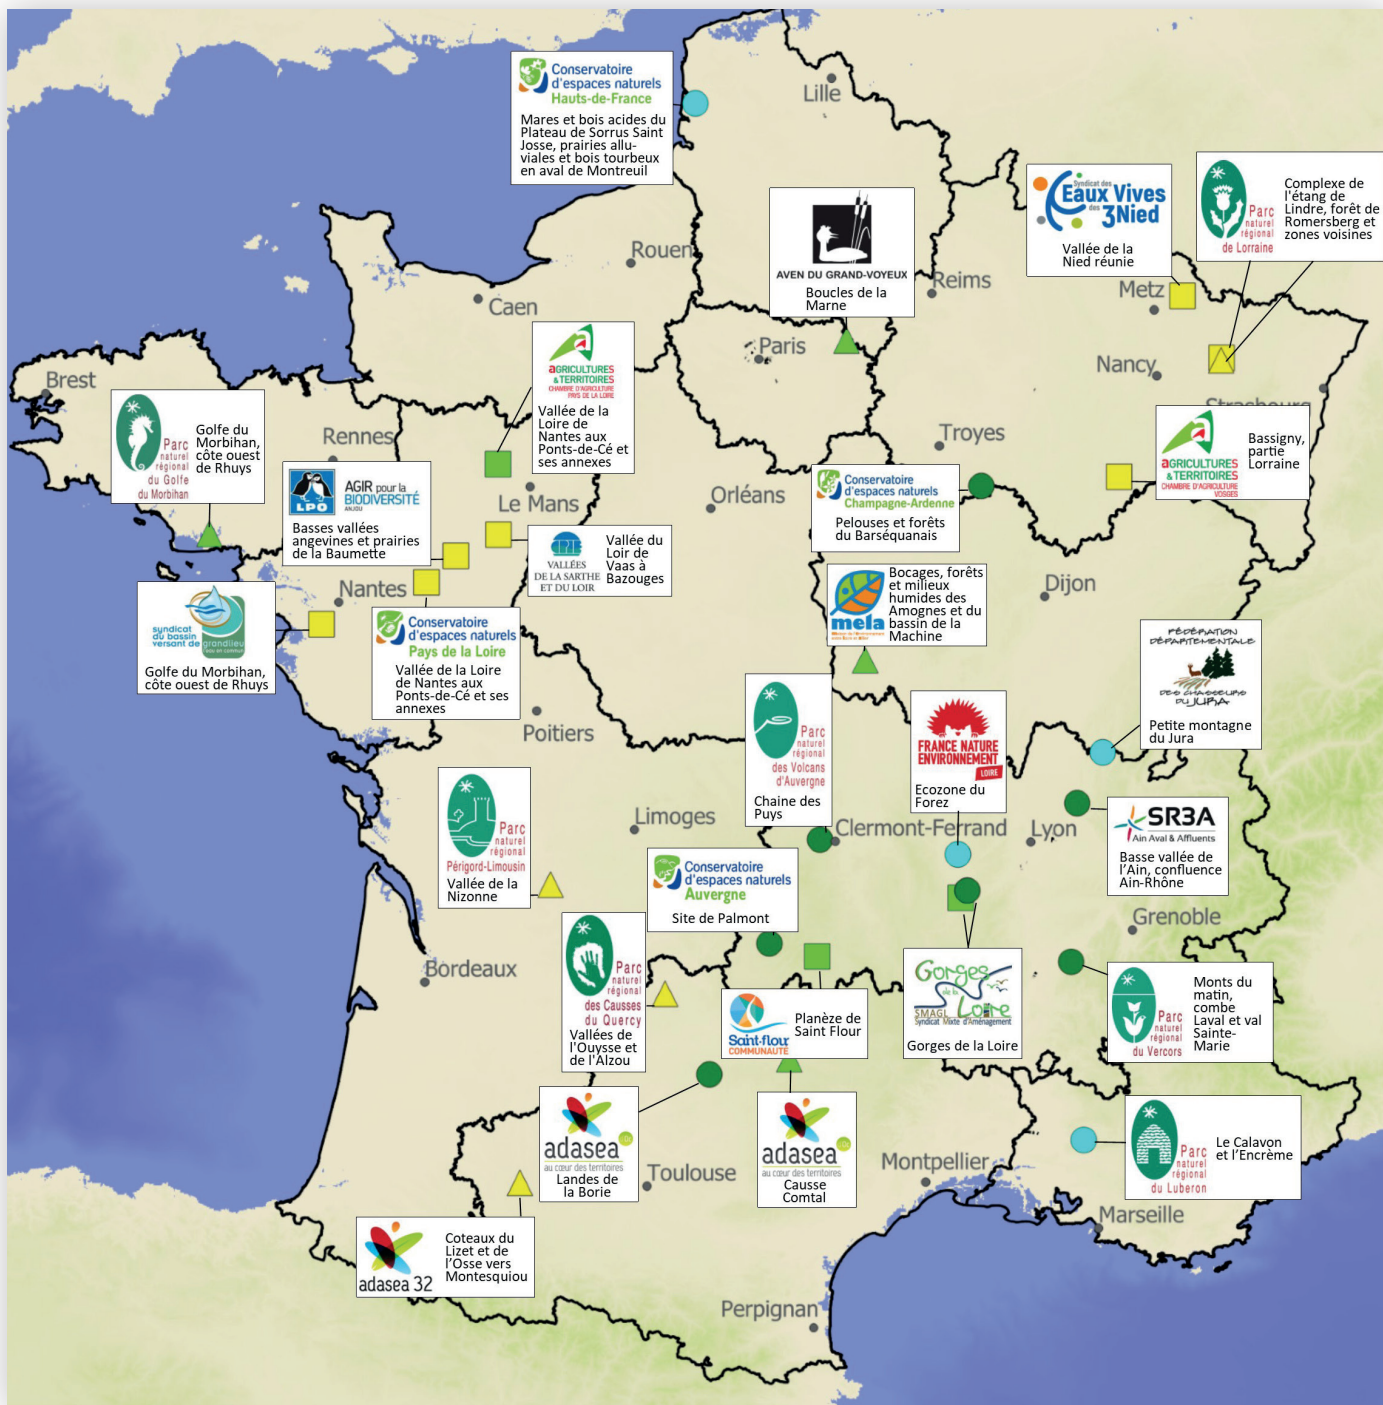 Conservatoire
d'espaces naturels
Hauts-de-France
Mares et bois acides du
Plateau de Sorrus Saint
Josse, prairies allu-
viales et bois tourbeux
en aval de Montreuil
Lille
Syndicat des
Eaux Vives
des 3Nied
Vallée de la
Nied réunie
Parc
naturel
régional
de Lorraine
Complexe de
l'étang de
Lindre, forêt de
Romersberg et
zones voisines
AVEN DU GRAND-VOYEUX
Boucles de la
Marne
Rouen
Reims
Caen
Metz
Paris
Nancy
Strasbourg
Brest
AGRICULTURES
& TERRITOIRES
CHAMBRE D'AGRICULTURE
PAYS DE LA LOIRE
Vallée de la
Loire de
Nantes aux
Ponts-de-Cé et
ses annexes
Parc
naturel
régional
du Golfe
du Morbihan
Golfe du
Morbihan,
côte ouest
de Rhuys
Rennes
Troyes
AGRICULTURES
& TERRITOIRES
CHAMBRE D'AGRICULTURE
VOSGES
Bassigny,
partie
Lorraine
LPO
AGIR pour la
BIODIVERSITÉ
ANJOU
Basses vallées
angevines et prairies
de la Baumette
Le Mans
Orléans
Conservatoire
d'espaces naturels
Champagne-Ardenne
Pelouses et forêts
du Barséquanais
CPIE
VALLÉES
DE LA SARTHE
ET DU LOIR
Vallée du
Loir de
Vaas à
Bazouges
Nantes
mela
Bocages, forêts
et milieux
humides des
Amognes et du
bassin de la
Machine
Dijon
syndicat
du bassin
versant de
grandlieu
Golfe du Morbihan,
côte ouest de Rhuys
Conservatoire
d'espaces naturels
Pays de la Loire
Vallée de la Loire
de Nantes aux
Ponts-de-Cé et ses
annexes
FÉDÉRATION
DÉPARTEMENTALE
DES CHASSEURS
DU JURA
Petite montagne
du Jura
Poitiers
Parc
naturel
régional
des Volcans
d'Auvergne
Chaine des
Puys
FRANCE NATURE
ENVIRONNEMENT
LOIRE
Ecozone du
Forez
Limoges
Clermont-Ferrand
Lyon
Parc
naturel
régional
Périgord-Limousin
Vallée de la
Nizonne
SR3A
Ain Aval & Affluents
Basse vallée de
l'Ain, confluence
Ain-Rhône
Conservatoire
d'espaces naturels
Auvergne
Site de Palmont
Grenoble
Bordeaux
Parc
naturel
régional
des Causses
du Quercy
Vallées de
l'Ouysse et
de l'Alzou
Saint-flour
COMMUNAUTÉ
Planèze de
Saint Flour
Gorges
de la
Loire
SMAGL
Syndicat Mixte d'Aménagement
Gorges de la Loire
Parc
naturel
régional
du Vercors
Monts du
matin,
combe
Laval et val
Sainte-
Marie
adasea
au cœur des territoires
Landes de
la Borie
adasea
au cœur des territoires
Causse
Comtal
Toulouse
Montpellier
Parc
naturel
régional
du Luberon
Le Calavon
et l'Encrème
Marseille
adasea 32
Coteaux du
Lizet et de
l'Osse vers
Montesquiou
Perpignan